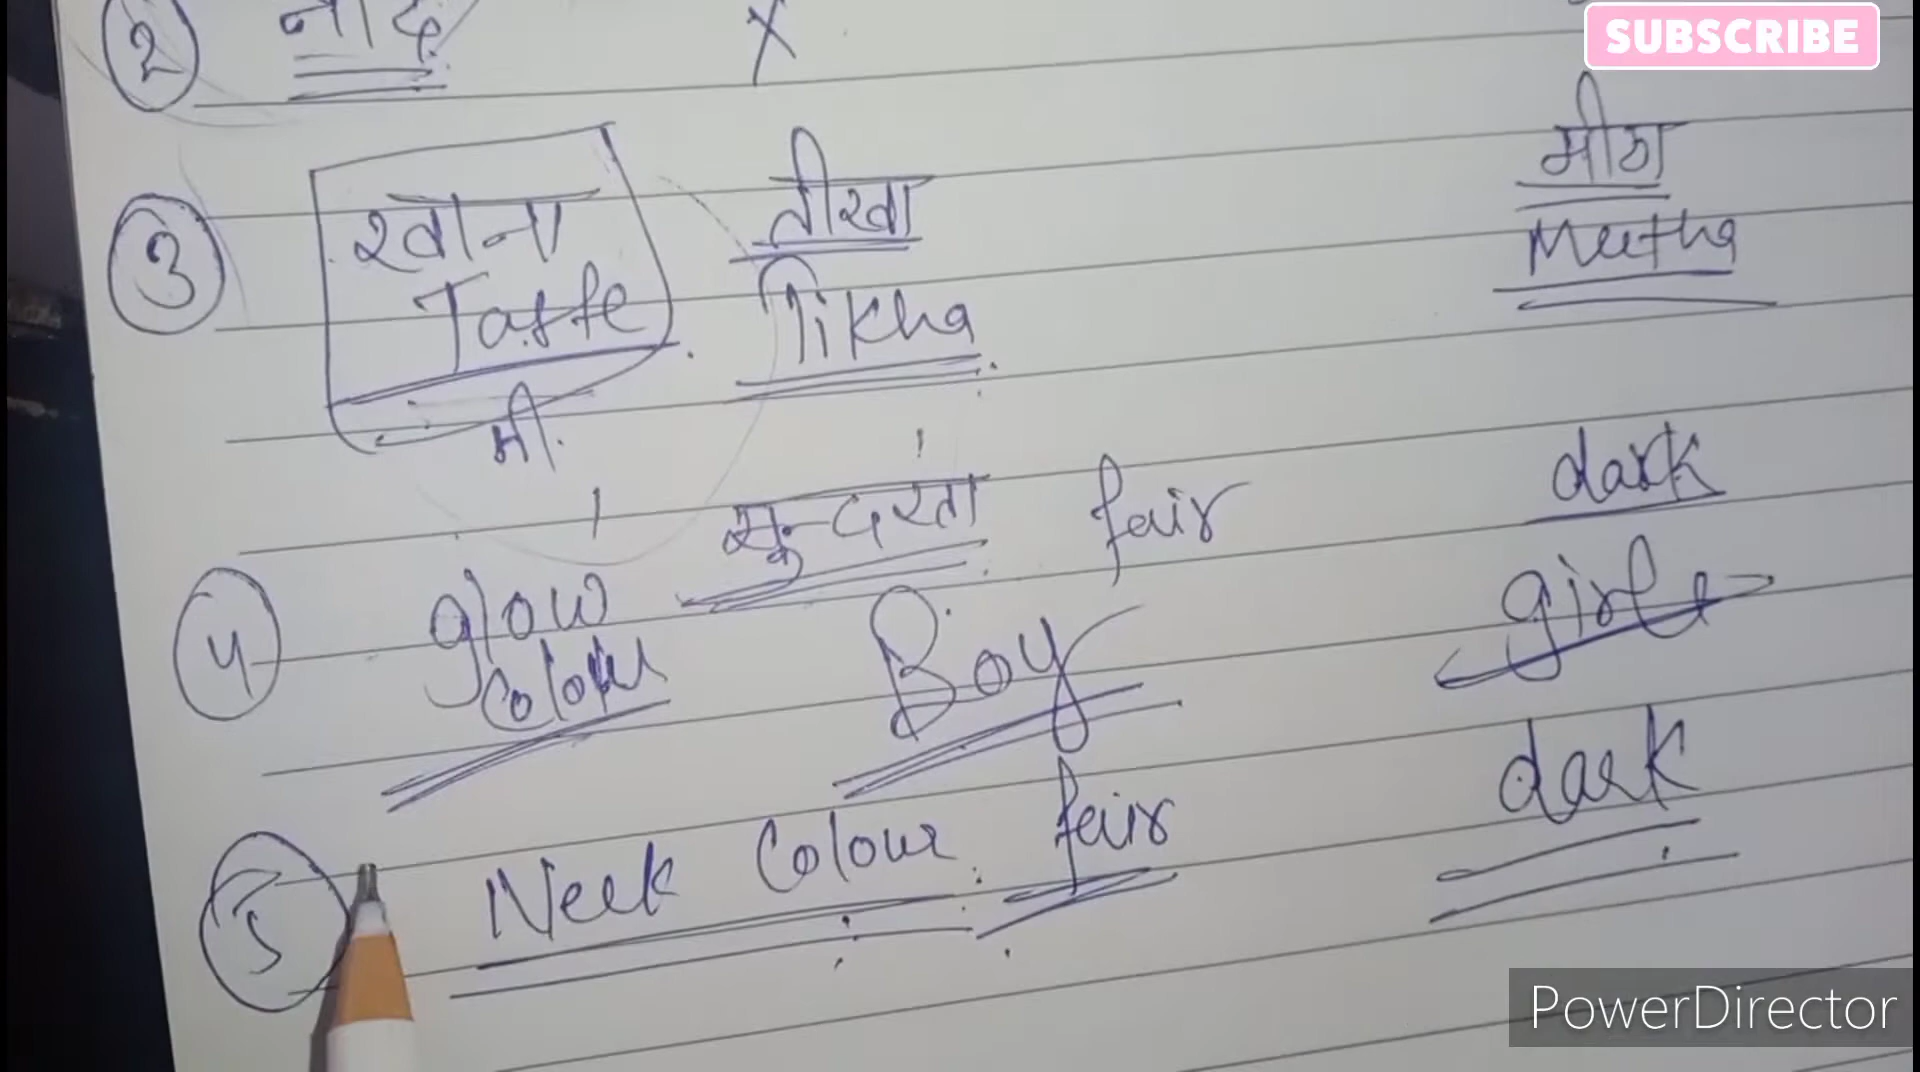 SUBSCRIBE
2 नींद X
3 खाना तीखा मीठा
Taste Tikha Meetha
मी.
सुन्दरता fair dark
4 glow Boy girl
Colour
5 Neek Colour fair dark
PowerDirector